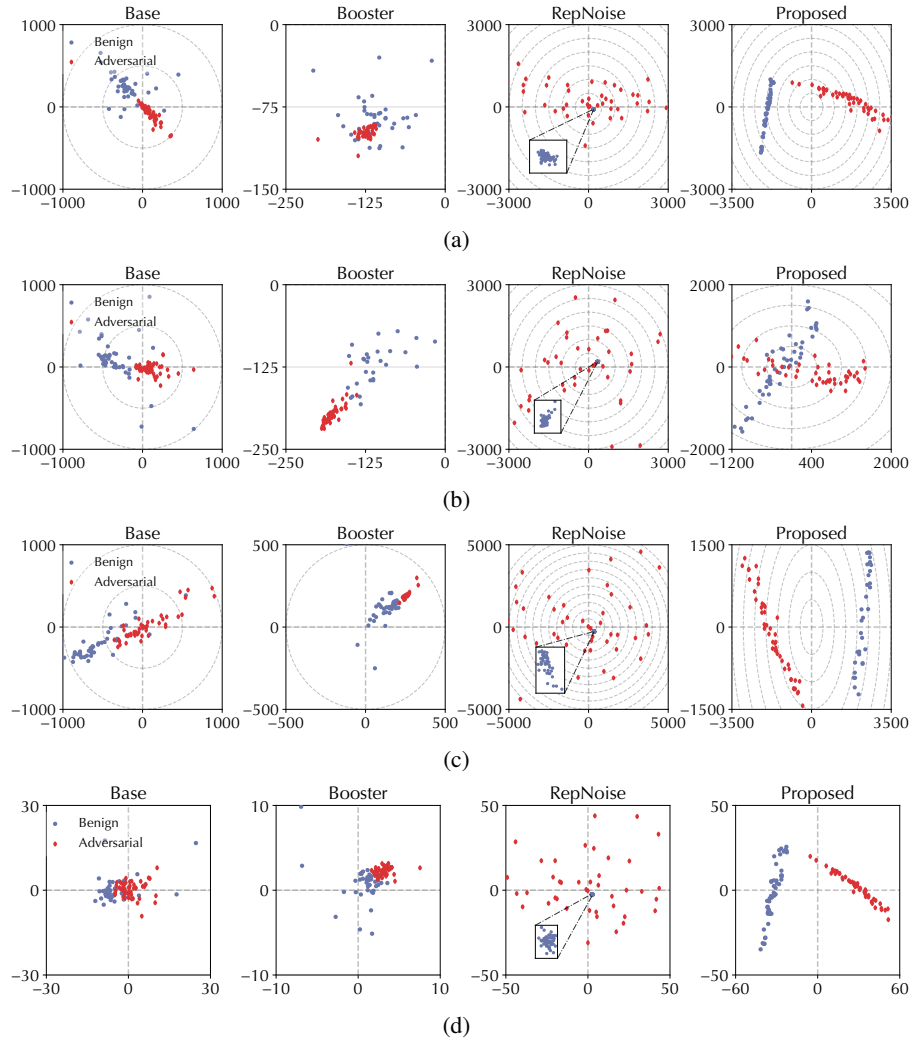 Base Booster RepNoise Proposed
1000 0 3000 3000
Benign
Adversarial
0 −75 0 0
−1000 −150 −3000 −3000
−1000 0 1000 −250 −125 0 −3000 0 3000 −3500 0 3500
(a)
Base Booster RepNoise Proposed
1000 0 3000 2000
Benign
Adversarial
0 −125 0 0
−1000 −250 −3000 −2000
−1000 0 1000 −250 −125 0 −3000 0 3000 −1200 400 2000
(b)
Base Booster RepNoise Proposed
1000 500 5000 1500
Benign
Adversarial
0 0 0 0
−1000 −500 −5000 −1500
−1000 0 1000 −500 0 500 −5000 0 5000 −3500 0 3500
(c)
Base Booster RepNoise Proposed
30 10 50 50
Benign
Adversarial
0 0 0 0
−30 −10 −50 −50
−30 0 30 −10 0 10 −50 0 50 −60 0 60
(d)